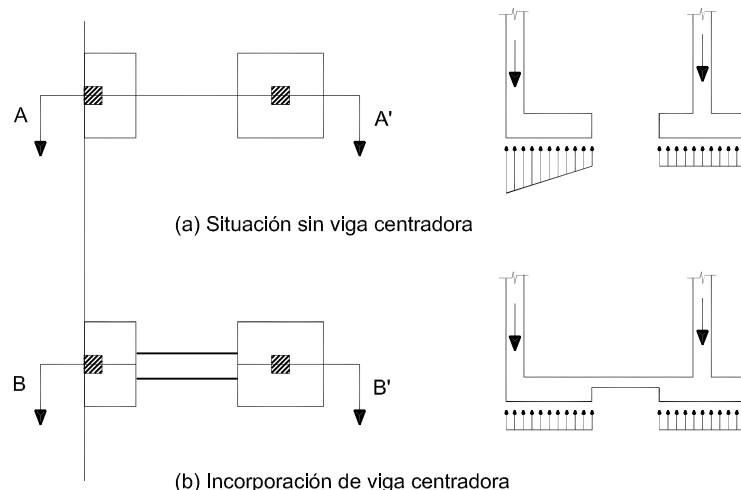 A
A'
(a) Situación sin viga centradora
B
B'
(b) Incorporación de viga centradora